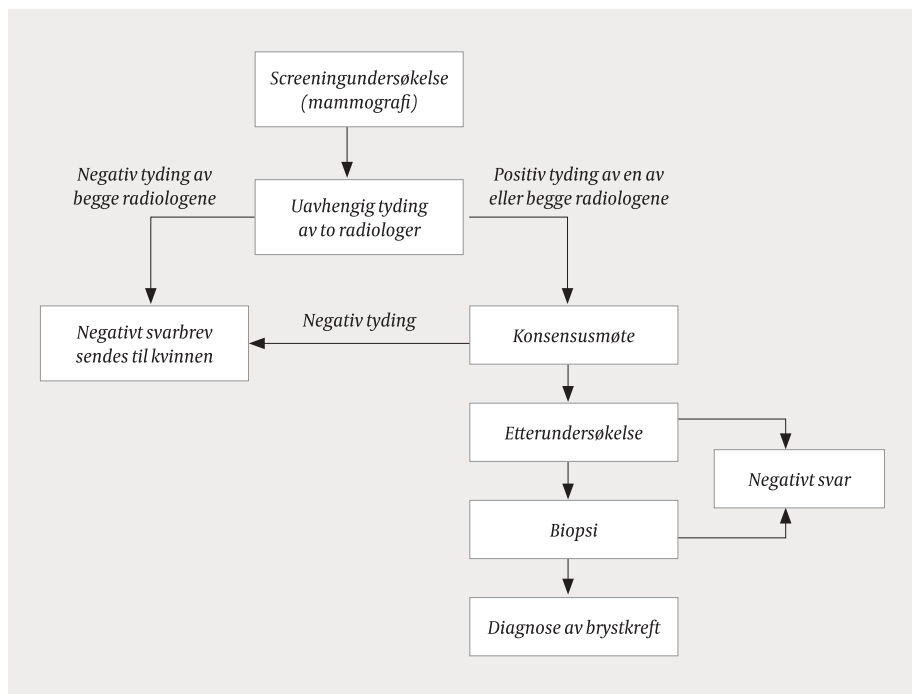 Screeningundersøkelse
(mammografi)
Negativ tyding av
begge radiologene
Positiv tyding av en av
eller begge radiologene
Uavhengig tyding
av to radiologer
Negativt svarbrev
sendes til kvinnen
Negativ tyding
Konsensusmøte
Etterundersøkelse
Negativt svar
Biopsi
Diagnose av brystkreft